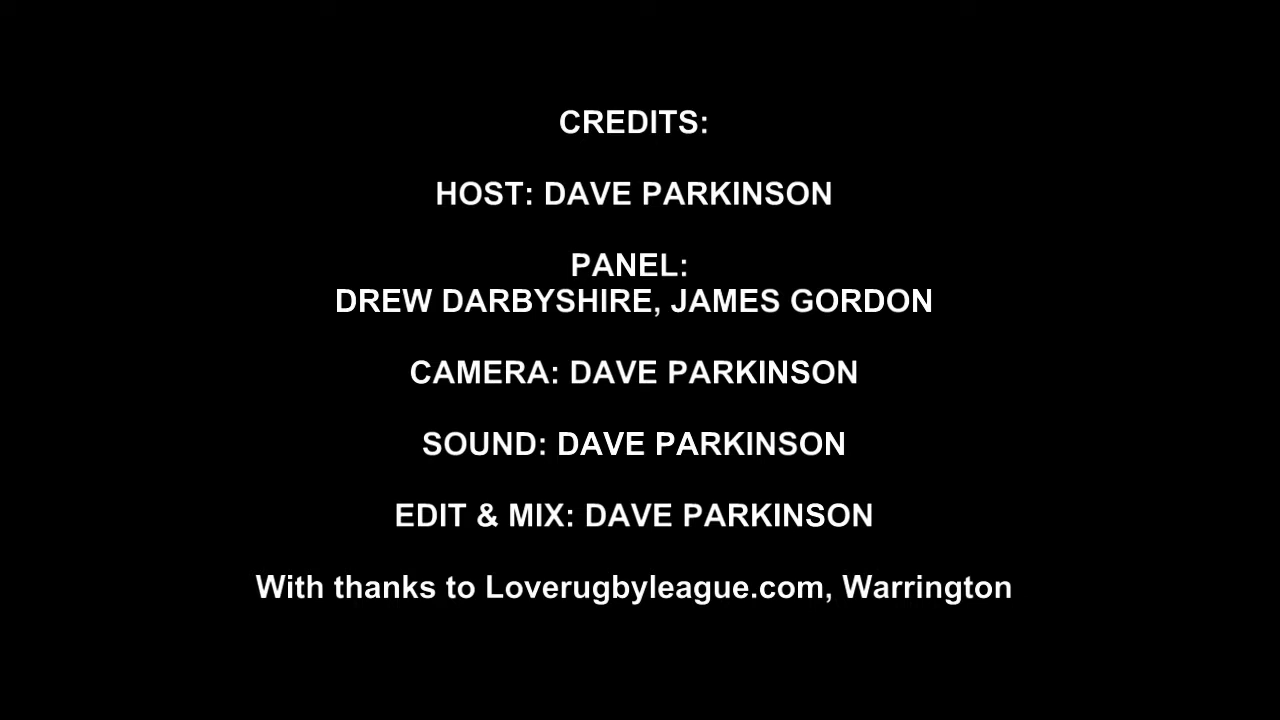 CREDITS:
HOST: DAVE PARKINSON
PANEL:
DREW DARBYSHIRE, JAMES GORDON
CAMERA: DAVE PARKINSON
SOUND: DAVE PARKINSON
EDIT & MIX: DAVE PARKINSON
With thanks to Loverugbyleague.com, Warrington